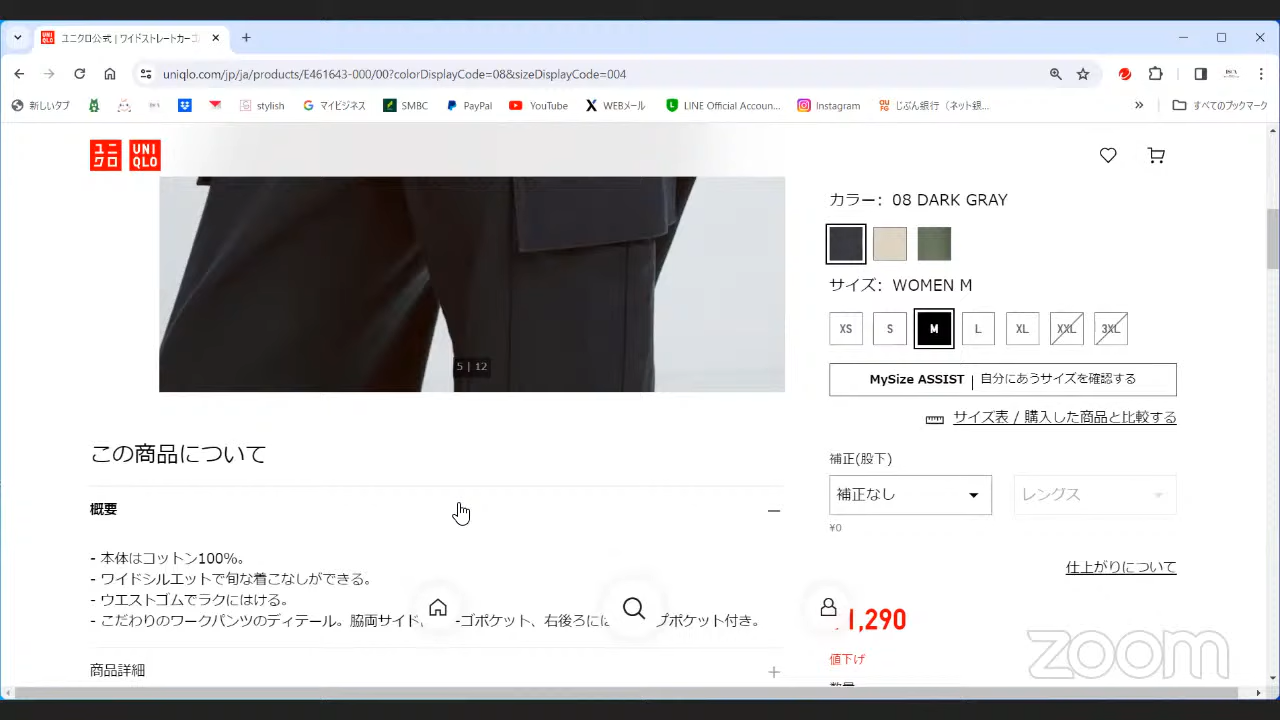 ユニクロ公式 | ワイドストレートカーゴ
uniqlo.com/jp/ja/products/E461643-000/00?colorDisplayCode=08&sizeDisplayCode=004
新しいタブ stylish マイビジネス SMBC PayPal YouTube WEBメール LINE Official Accoun... Instagram じぶん銀行（ネット銀... » すべてのブックマーク
ユニクロ UNIQLO
カラー: 08 DARK GRAY
サイズ: WOMEN M
XS S M L XL XXL 3XL
5 | 12
MySize ASSIST | 自分にあうサイズを確認する
サイズ表 / 購入した商品と比較する
この商品について
補正(股下)
補正なし レングス
¥0
概要
- 本体はコットン100%。
- ワイドシルエットで旬な着こなしができる。
- ウエストゴムでラクにはける。
- こだわりのワークパンツのディテール。脇両サイド ーゴポケット、右後ろには プポケット付き。
仕上がりについて
1,290
値下げ
商品詳細
数量
zoom